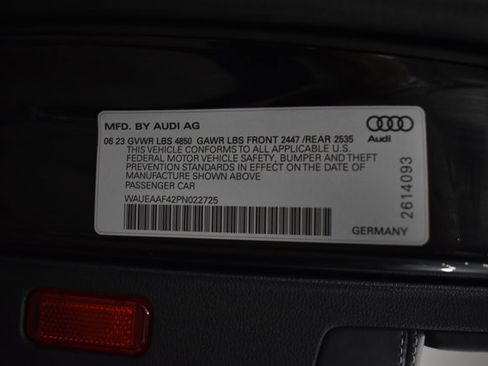 MFD. BY AUDI AG
06 23 GVWR LBS 4850 GAWR LBS FRONT 2447 /REAR 2535
THIS VEHICLE CONFORMS TO ALL APPLICABLE U.S.
FEDERAL MOTOR VEHICLE SAFETY, BUMPER AND THEFT
PREVENTION STANDARDS IN EFFECT ON THE DATE OF
MANUFACTURE SHOWN ABOVE
PASSENGER CAR
WAUEAAF42PN022725
Audi
2614093
GERMANY